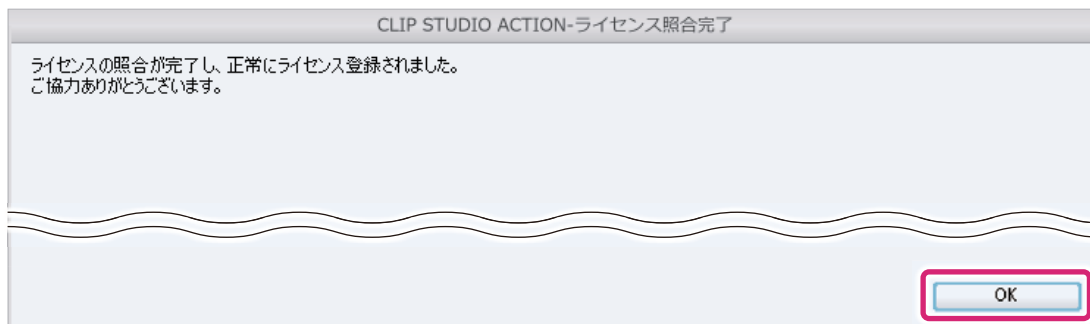 CLIP STUDIO ACTION-ライセンス照合完了
ライセンスの照合が完了し、正常にライセンス登録されました。
ご協力ありがとうございます。
OK